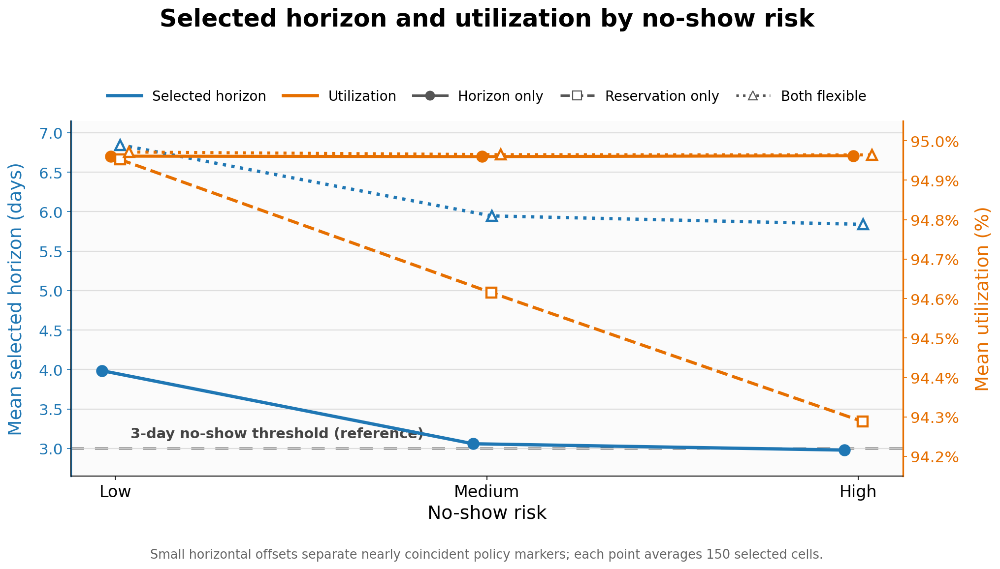 Selected horizon and utilization by no-show risk
Selected horizon
Utilization
Horizon only
Reservation only
Both flexible
Mean selected horizon (days)
7.0
6.5
6.0
5.5
5.0
4.5
4.0
3.5
3.0
3-day no-show threshold (reference)
95.0%
94.9%
94.8%
94.7%
94.6%
94.5%
94.4%
94.3%
94.2%
Mean utilization (%)
Low
Medium
High
No-show risk
Small horizontal offsets separate nearly coincident policy markers; each point averages 150 selected cells.